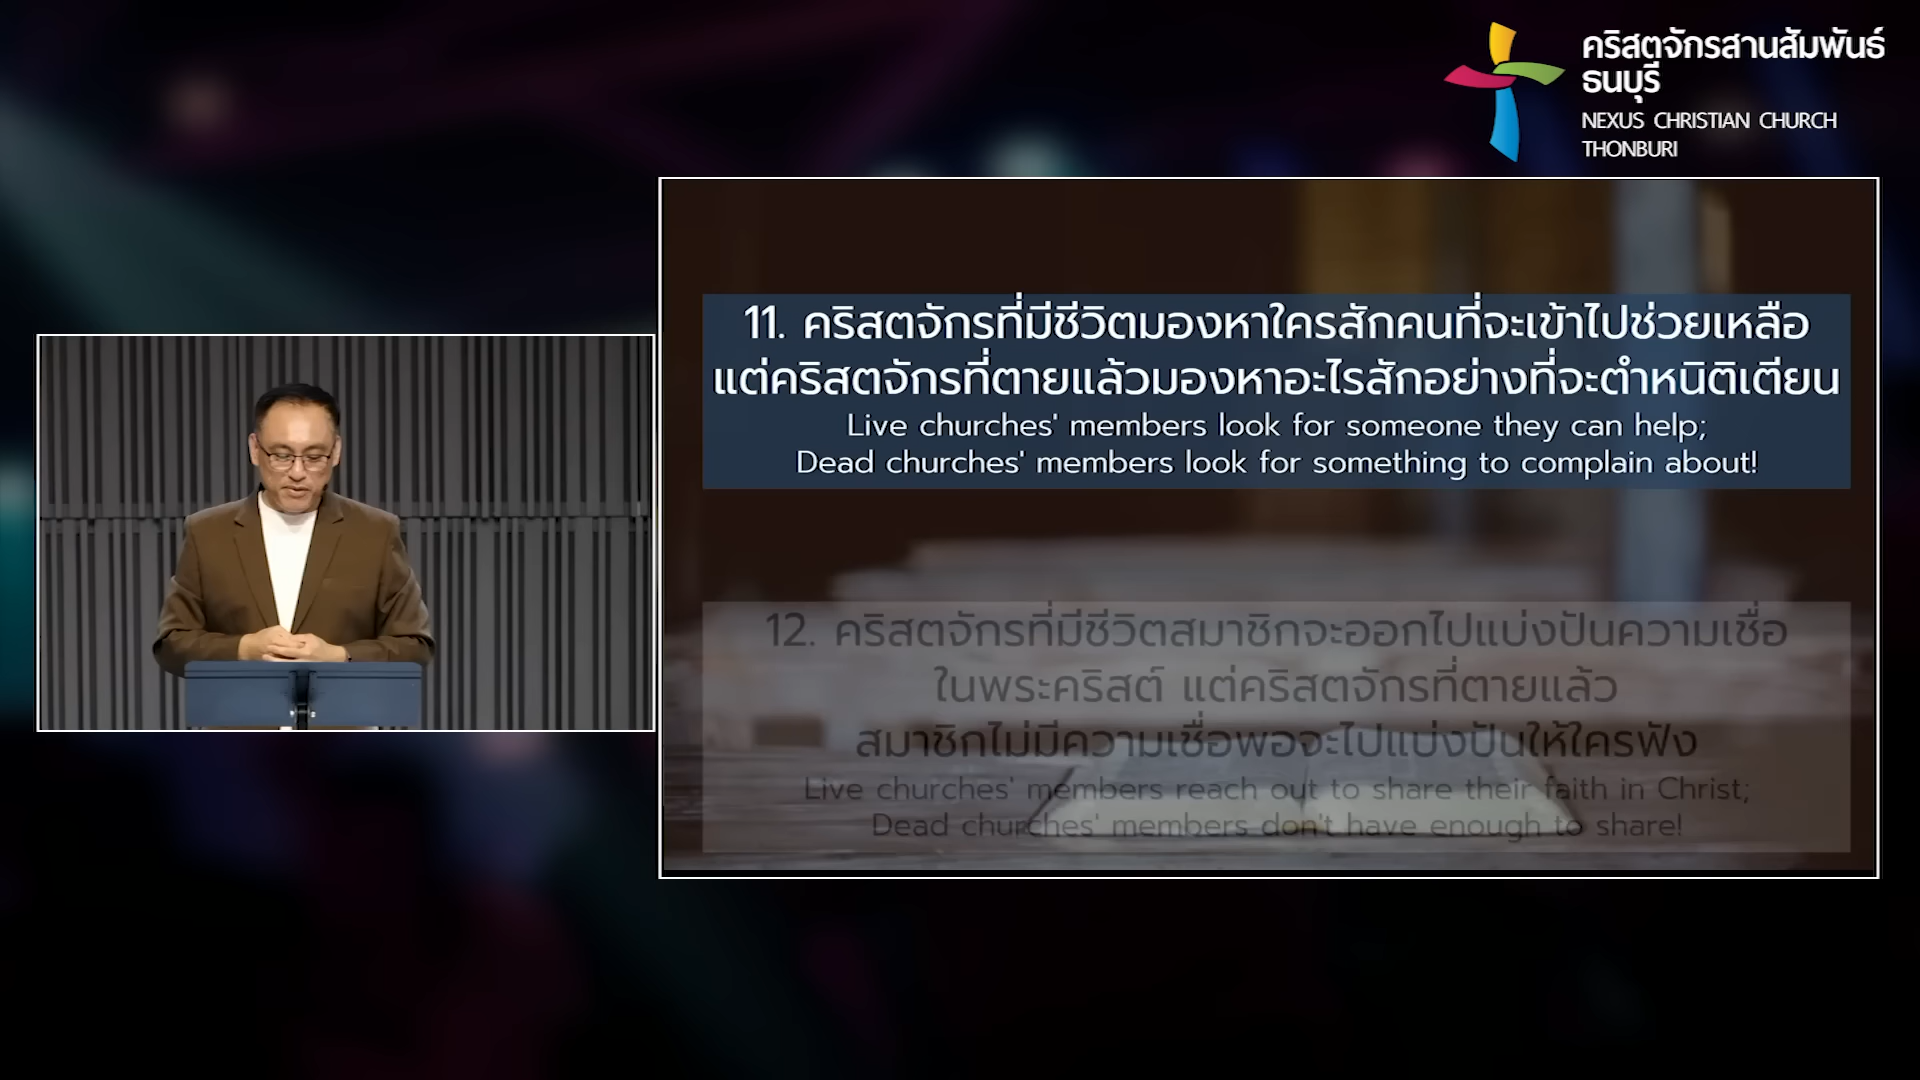 คริสตจักรสานสัมพันธ์
ธนบุรี
NEXUS CHRISTIAN CHURCH
THONBURI
11. คริสตจักรที่มีชีวิตมองหาใครสักคนที่จะเข้าไปช่วยเหลือ
แต่คริสตจักรที่ตายแล้วมองหาอะไรสักอย่างที่จะตำหนิติเตียน
Live churches' members look for someone they can help;
Dead churches' members look for something to complain about!
12. คริสตจักรที่มีชีวิตสมาชิกจะออกไปแบ่งปันความเชื่อ
ในพระคริสต์ แต่คริสตจักรที่ตายแล้ว
สมาชิกไม่มีความเชื่อพอจะไปแบ่งปันให้ใครฟัง
Live churches' members reach out to share their faith in Christ;
Dead churches' members don't have enough to share!